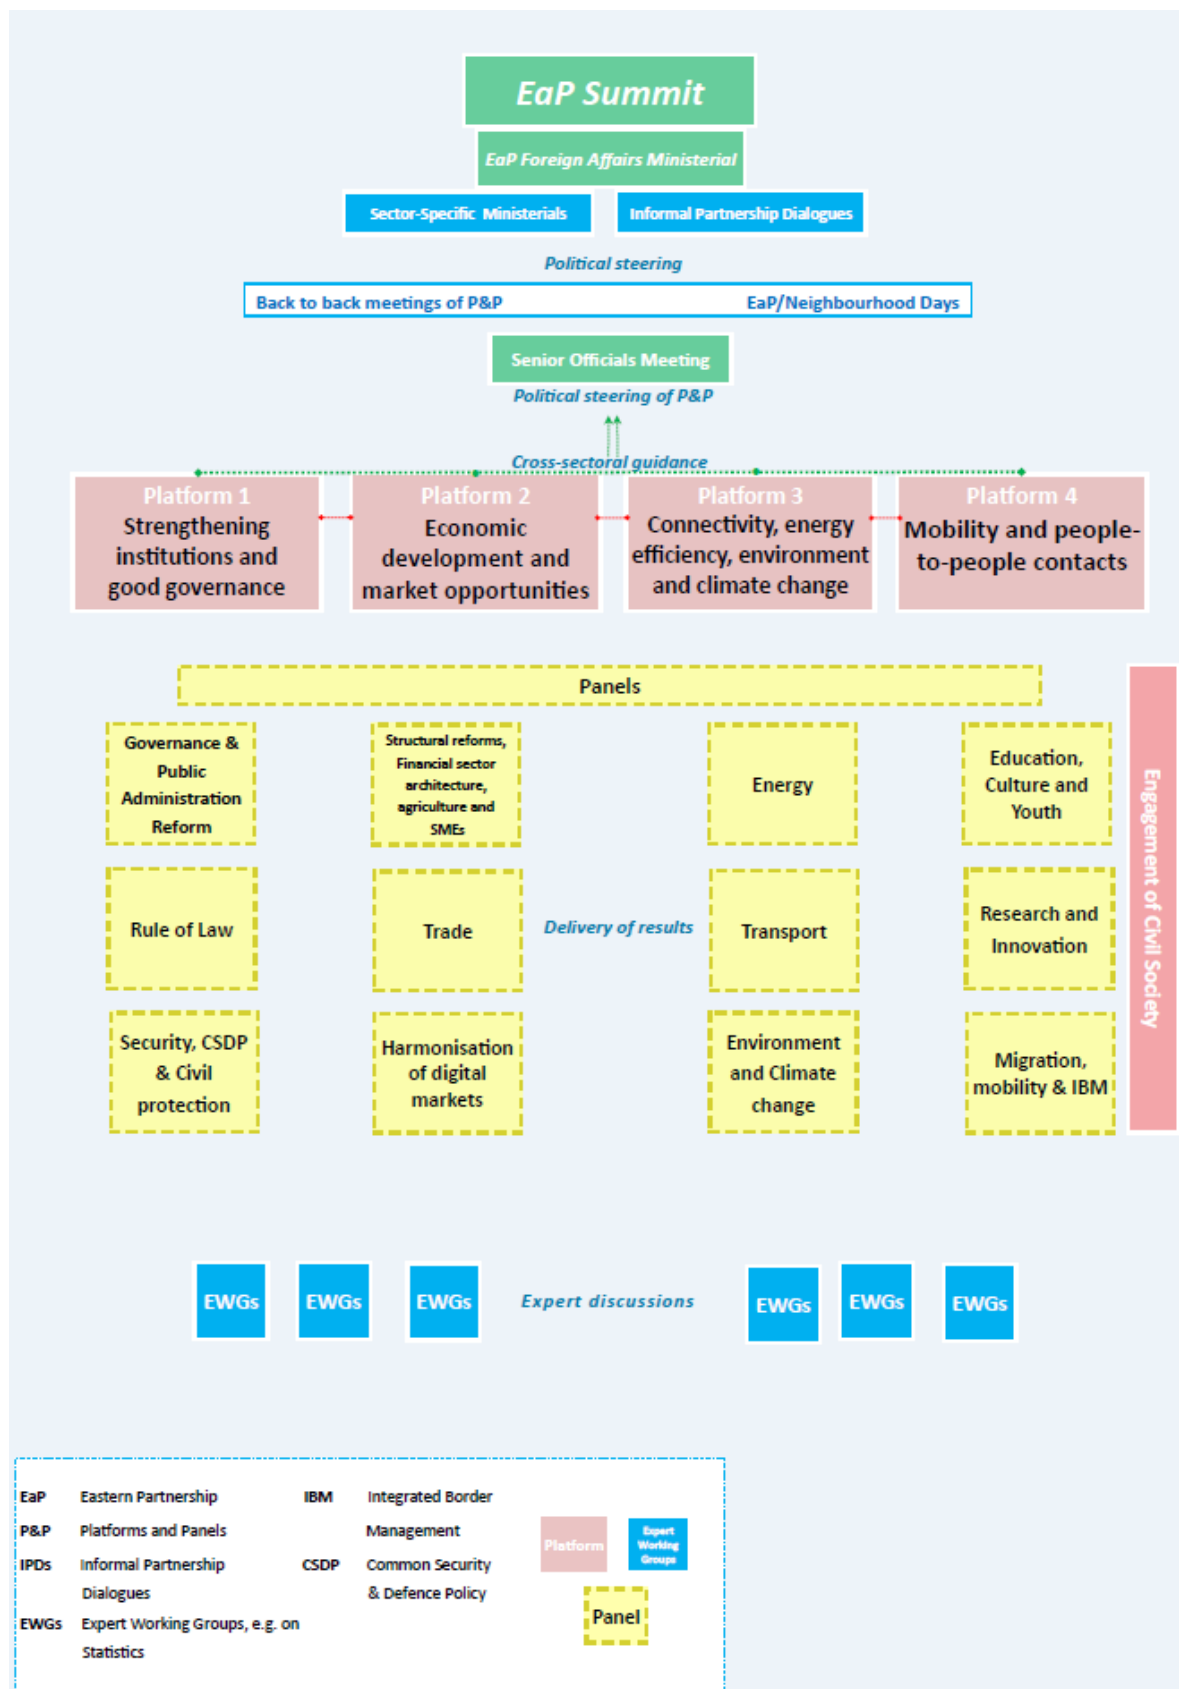 EaP Summit
EaP Foreign Affairs Ministerial
Sector-Specific Ministerials
Informal Partnership Dialogues
Political steering
Back to back meetings of P&P
EaP/Neighbourhood Days
Senior Officials Meeting
Political steering of P&P
Cross-sectoral guidance
Platform 1
Strengthening
institutions and
good governance
Platform 2
Economic
development and
market opportunities
Platform 3
Connectivity, energy
efficiency, environment
and climate change
Platform 4
Mobility and people-
to-people contacts
Panels
Governance &
Public
Administration
Reform
Structural reforms,
Financial sector
architecture,
agriculture and
SMEs
Energy
Education,
Culture and
Youth
Rule of Law
Trade
Delivery of results
Transport
Research and
Innovation
Security, CSDP
& Civil
protection
Harmonisation
of digital
markets
Environment
and Climate
change
Migration,
mobility & IBM
Engagement of Civil Society
EWGs
EWGs
EWGs
Expert discussions
EWGs
EWGs
EWGs
EaP Eastern Partnership
P&P Platforms and Panels
IPDs Informal Partnership
Dialogues
EWGs Expert Working Groups, e.g. on
Statistics
IBM Integrated Border
Management
CSDP Common Security
& Defence Policy
Platform
Expert
Working
Groups
Panel